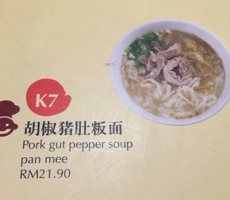 K7
胡椒猪肚粄面
Pork gut pepper soup
pan mee
RM21.90